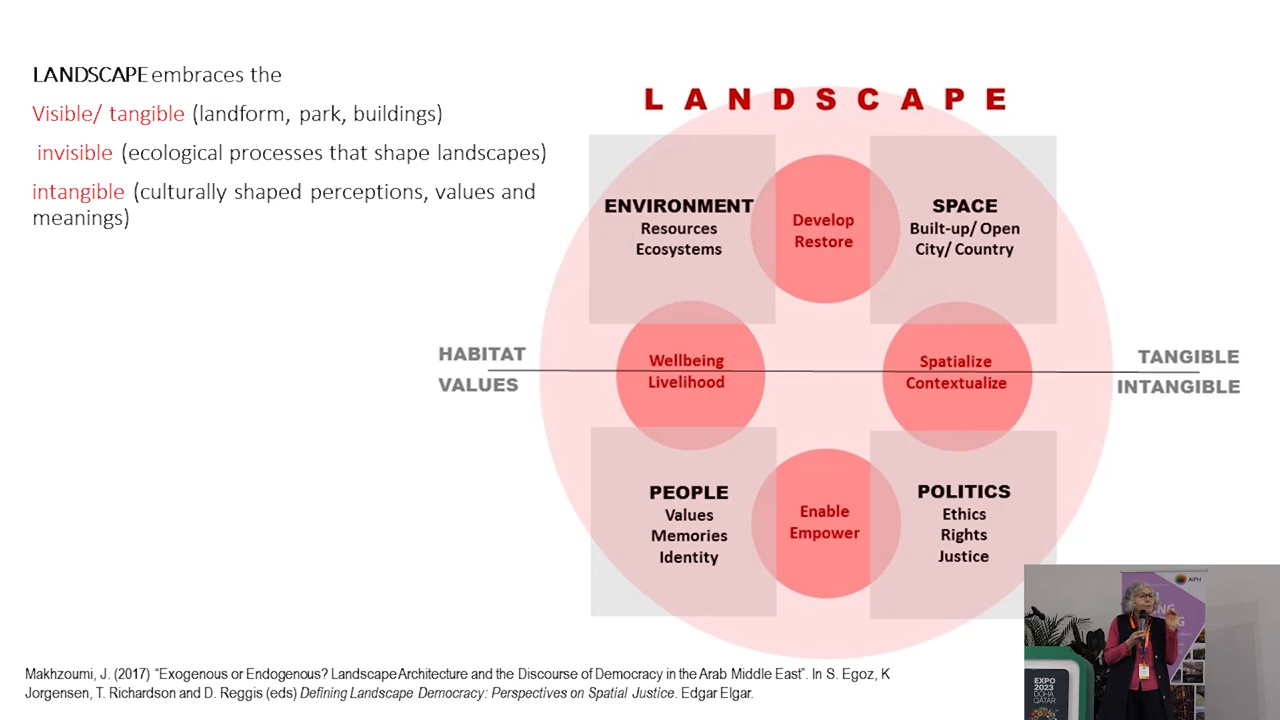 LANDSCAPE embraces the
Visible/ tangible (landform, park, buildings)
invisible (ecological processes that shape landscapes)
intangible (culturally shaped perceptions, values and
meanings)
LANDSCAPE
ENVIRONMENT
Resources
Ecosystems
Develop
Restore
SPACE
Built-up/ Open
City/ Country
HABITAT
VALUES
Wellbeing
Livelihood
Spatialize
Contextualize
TANGIBLE
INTANGIBLE
PEOPLE
Values
Memories
Identity
Enable
Empower
POLITICS
Ethics
Rights
Justice
Makhzoumi, J. (2017) “Exogenous or Endogenous? Landscape Architecture and the Discourse of Democracy in the Arab Middle East”. In S. Egoz, K
Jorgensen, T. Richardson and D. Reggis (eds) Defining Landscape Democracy: Perspectives on Spatial Justice. Edgar Elgar.
AIPH
EXPO
2023
DOHA
QATAR